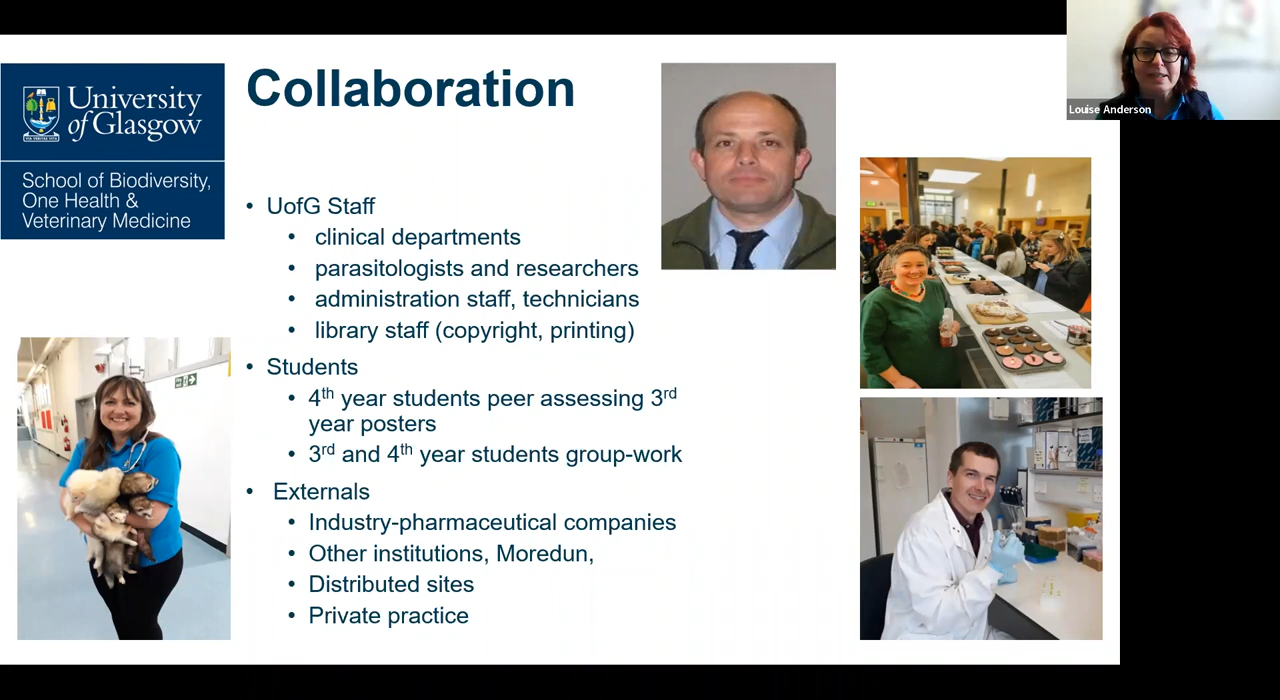 University
of Glasgow
School of Biodiversity,
One Health &
Veterinary Medicine
Collaboration
• UofG Staff
• clinical departments
• parasitologists and researchers
• administration staff, technicians
• library staff (copyright, printing)
• Students
• 4th year students peer assessing 3rd
year posters
• 3rd and 4th year students group-work
• Externals
• Industry-pharmaceutical companies
• Other institutions, Moredun,
• Distributed sites
• Private practice
Louise Anderson